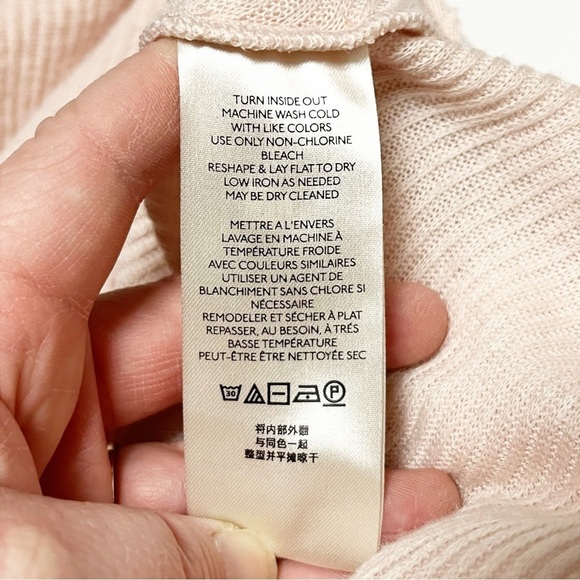 TURN INSIDE OUT
MACHINE WASH COLD
WITH LIKE COLORS
USE ONLY NON-CHLORINE
BLEACH
RESHAPE & LAY FLAT TO DRY
LOW IRON AS NEEDED
MAY BE DRY CLEANED
METTRE A L'ENVERS
LAVAGE EN MACHINE À
TEMPÉRATURE FROIDE
AVEC COULEURS SIMILAIRES
UTILISER UN AGENT DE
BLANCHIMENT SANS CHLORE SI
NÉCESSAIRE
REMODELER ET SÉCHER À PLAT
REPASSER, AU BESOIN, À TRÉS
BASSE TEMPÉRATURE
PEUT-ÊTRE ÊTRE NETTOYÉE SEC
30 P
将内部外翻
与同色一起
整型并平摊晾干